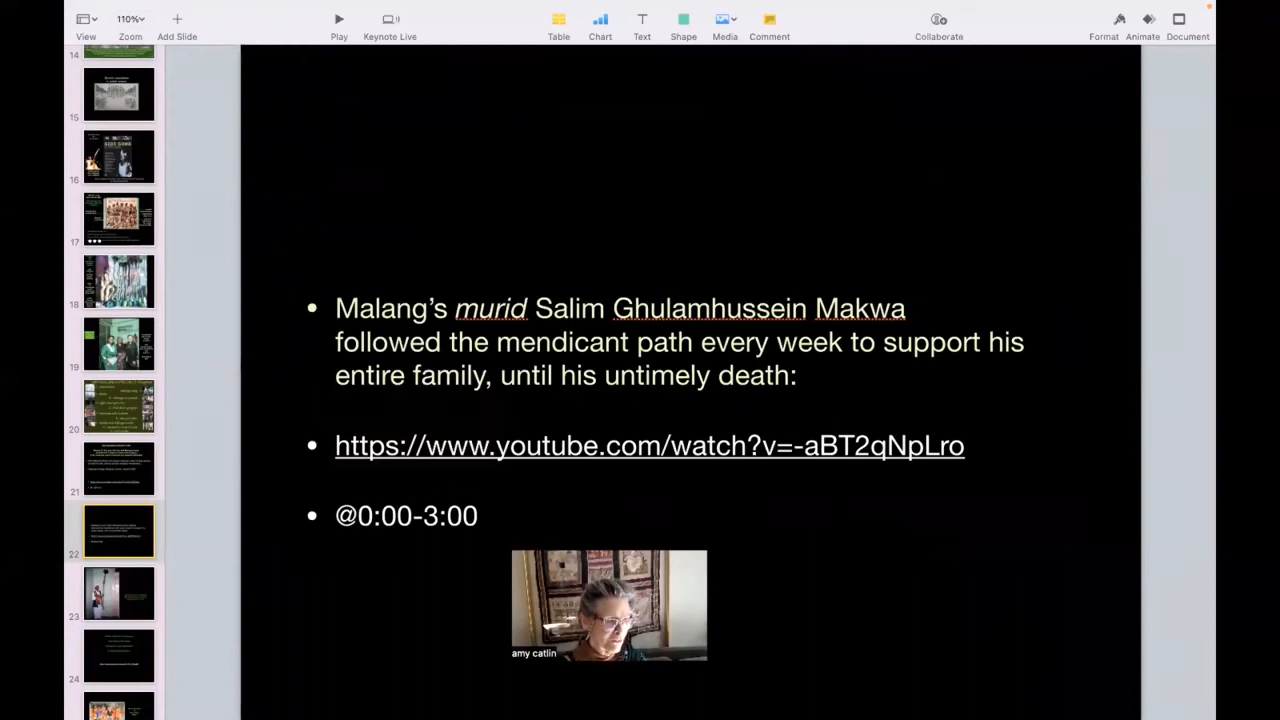 View
110%
Zoom
Add Slide
Play
Keynote Live
Table
Chart
Text
Shape
Media
Comment
Collaborate
Format
Animate
Document
14
15
16
17
18
19
20
21
22
23
24
• Malang’s murid Salim Ghulamhussein Makwa
followed the mendicant path every week to support his
entire family, until his untimely death:
• https://www.youtube.com/watch?v=-aBT2qNpLro
• @0:00-3:00
amy catlin